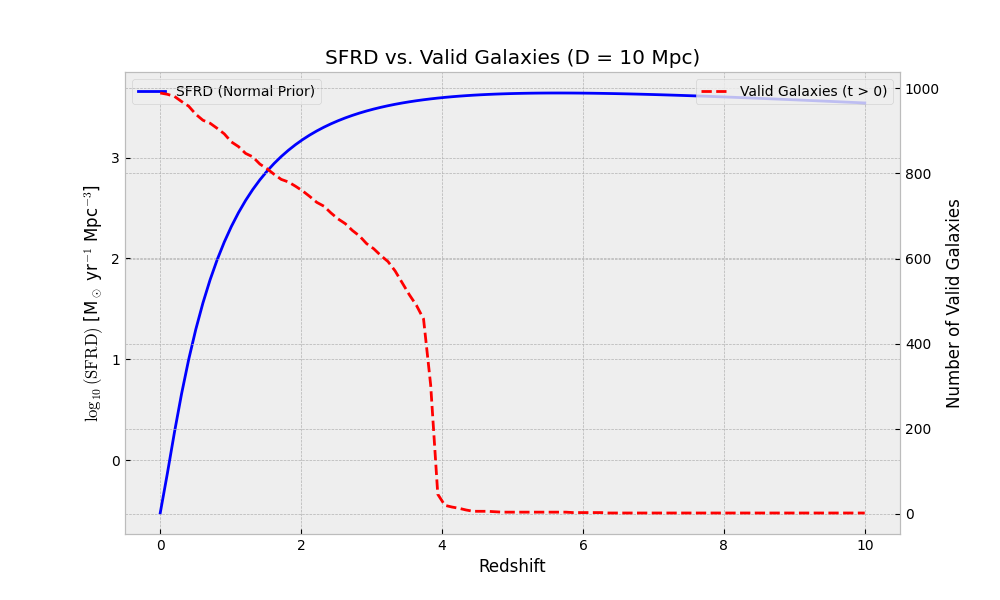 SFRD vs. Valid Galaxies (D = 10 Mpc)
SFRD (Normal Prior)
Valid Galaxies (t > 0)
log₁₀ (SFRD) [M⊙ yr⁻¹ Mpc⁻³]
3
2
1
0
1000
800
600
400
200
0
Number of Valid Galaxies
0 2 4 6 8 10
Redshift